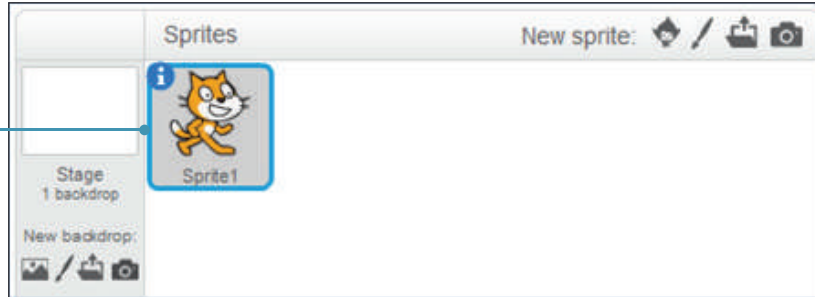 Sprites
New sprite:
Sprite1
Stage
1 backdrop
New backdrop: